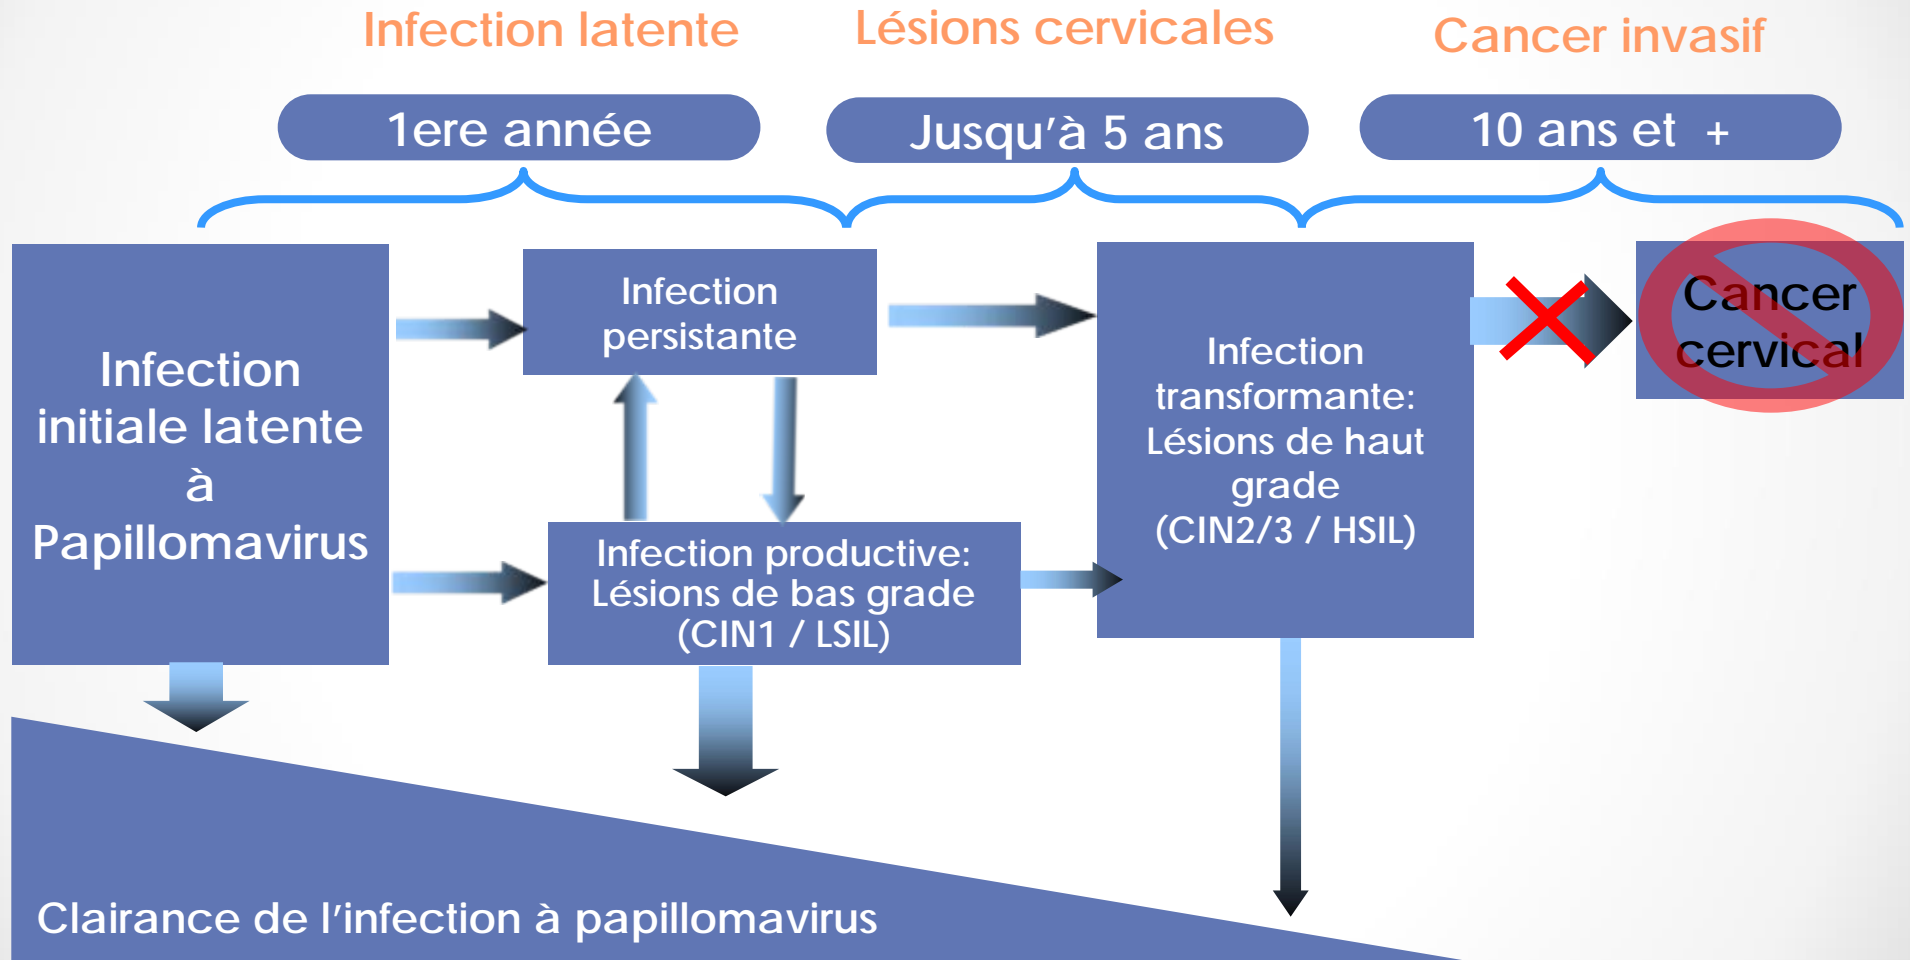 Infection latente
Lésions cervicales
Cancer invasif
1ere année
Jusqu’à 5 ans
10 ans et +
Infection
initiale latente
à
Papillomavirus
Infection
persistante
Infection productive:
Lésions de bas grade
(CIN1 / LSIL)
Infection
transformante:
Lésions de haut
grade
(CIN2/3 / HSIL)
Cancer
cervical
Clairance de l’infection à papillomavirus